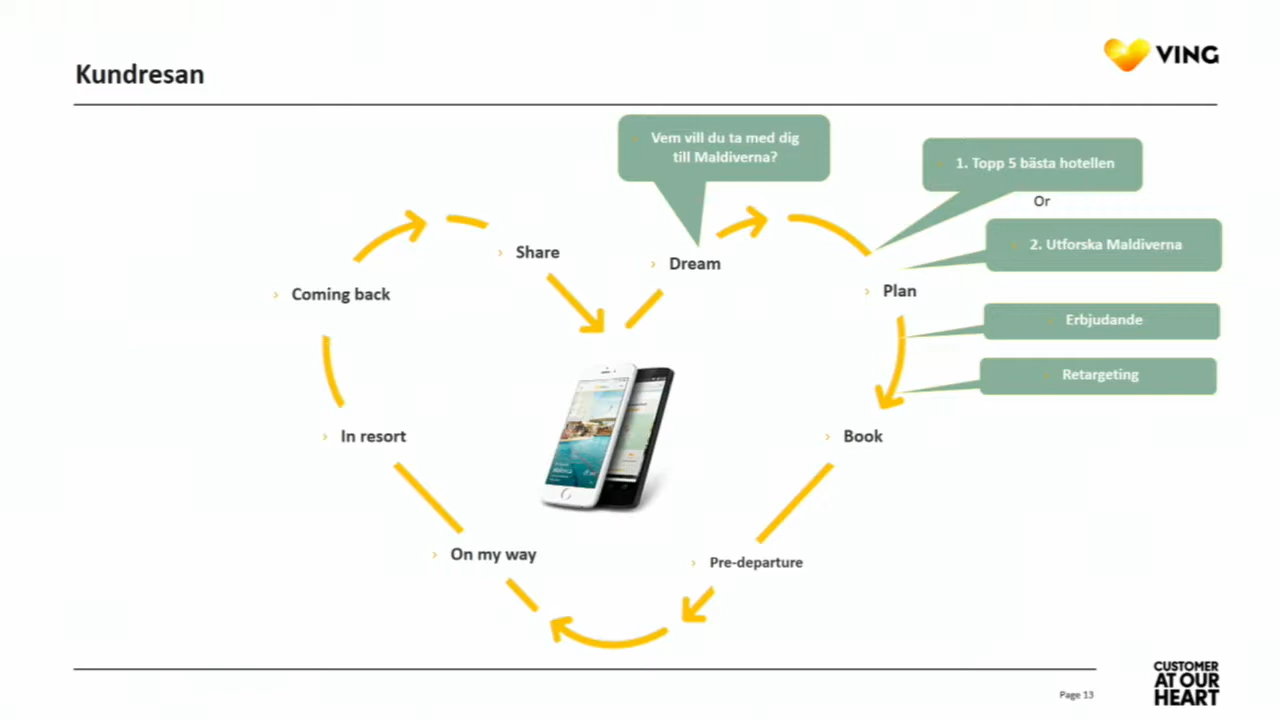 Kundresan
VING
Vem vill du ta med dig
till Maldiverna?
1. Topp 5 bästa hotellen
Or
2. Utforska Maldiverna
Share
Dream
Coming back
Plan
Erbjudande
Retargeting
In resort
Book
On my way
Pre-departure
Page 13
CUSTOMER
AT OUR
HEART